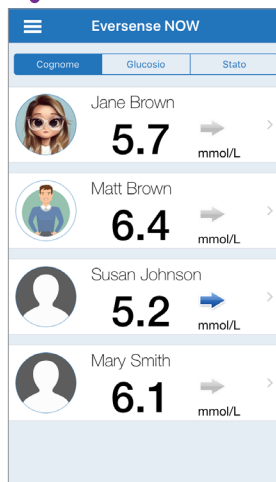 Eversense NOW
Cognome Glucosio Stato
Jane Brown
5.7 mmol/L
Matt Brown
6.4 mmol/L
Susan Johnson
5.2 mmol/L
Mary Smith
6.1 mmol/L